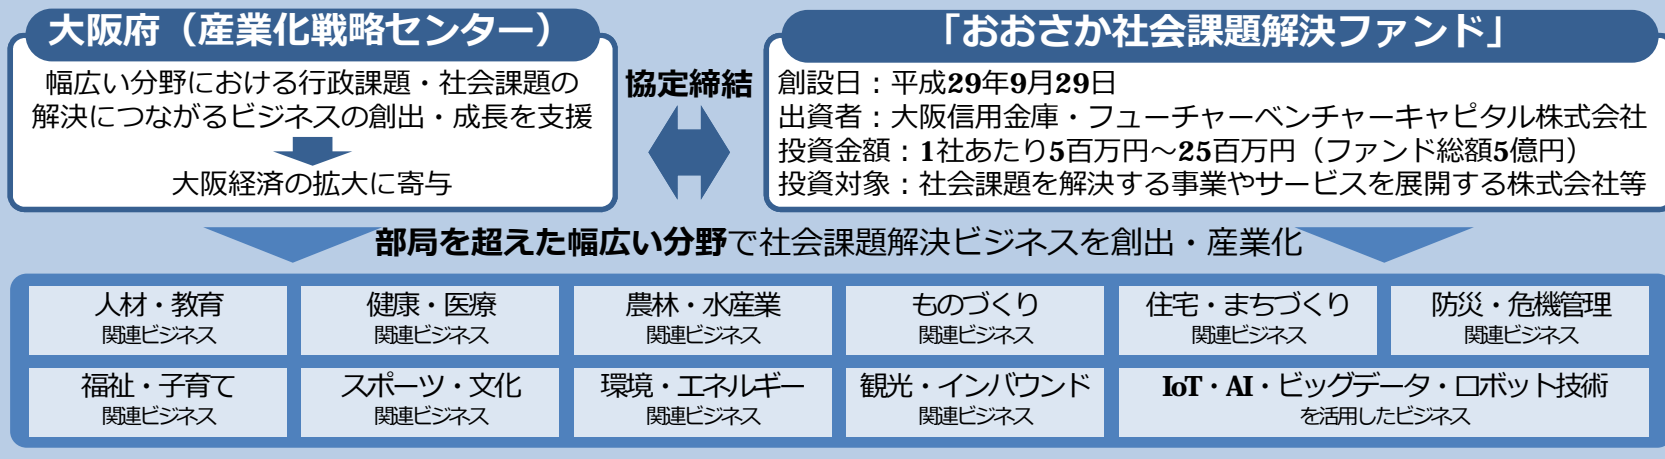 大阪府（産業化戦略センター）
幅広い分野における行政課題・社会課題の
解決につながるビジネスの創出・成長を支援
大阪経済の拡大に寄与
協定締結
「おおさか社会課題解決ファンド」
創設日：平成29年9月29日
出資者：大阪信用金庫・フューチャーベンチャーキャピタル株式会社
投資金額：1社あたり5百万円～25百万円（ファンド総額5億円）
投資対象：社会課題を解決する事業やサービスを展開する株式会社等
部局を超えた幅広い分野で社会課題解決ビジネスを創出・産業化
人材・教育
関連ビジネス
健康・医療
関連ビジネス
農林・水産業
関連ビジネス
ものづくり
関連ビジネス
住宅・まちづくり
関連ビジネス
防災・危機管理
関連ビジネス
福祉・子育て
関連ビジネス
スポーツ・文化
関連ビジネス
環境・エネルギー
関連ビジネス
観光・インバウンド
関連ビジネス
IoT・AI・ビッグデータ・ロボット技術
を活用したビジネス